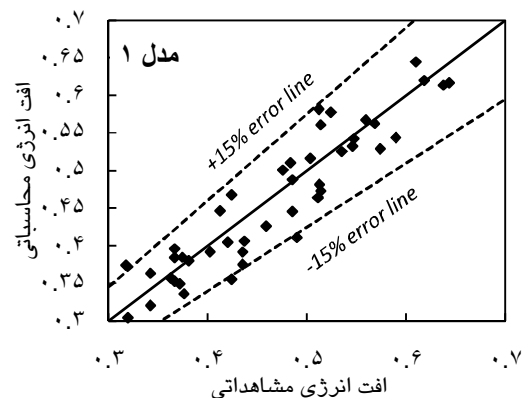 مدل ۱
۰.۷
۰.۶۵
۰.۶
۰.۵۵
۰.۵
۰.۴۵
۰.۴
۰.۳۵
۰.۳
افت انرژی محاسباتی
+15% error line
-15% error line
۰.۳ ۰.۴ ۰.۵ ۰.۶ ۰.۷
افت انرژی مشاهداتی